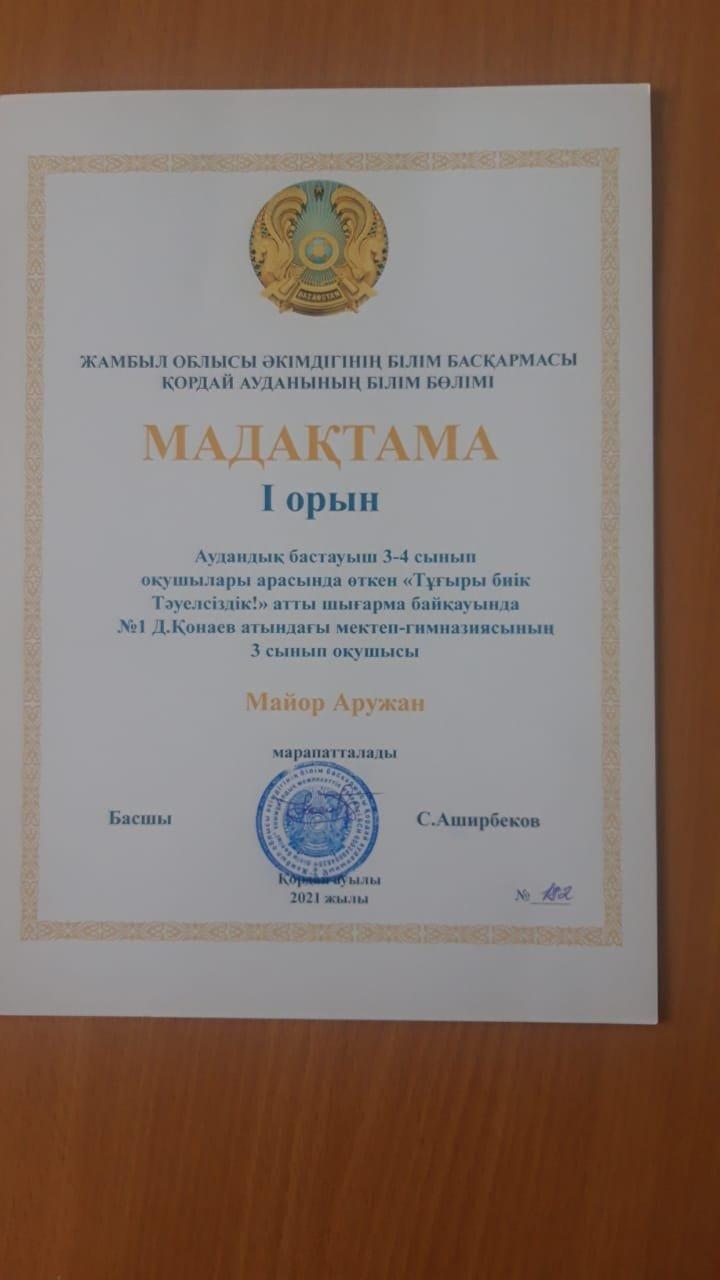 QAZAQSTAN
ЖАМБЫЛ ОБЛЫСЫ ӘКІМДІГІНІҢ БІЛІМ БАСҚАРМАСЫ
ҚОРДАЙ АУДАНЫНЫҢ БІЛІМ БӨЛІМІ
МАДАҚТАМА
І орын
Аудандық бастауыш 3-4 сынып
оқушылары арасында өткен «Тұғыры биік
Тәуелсіздік!» атты шығарма байқауында
№1 Д.Қонаев атындағы мектеп-гимназиясының
3 сынып оқушысы
Майор Аружан
марапатталады
Басшы
С.Аширбеков
Қордай ауылы
2021 жылы
№ 182